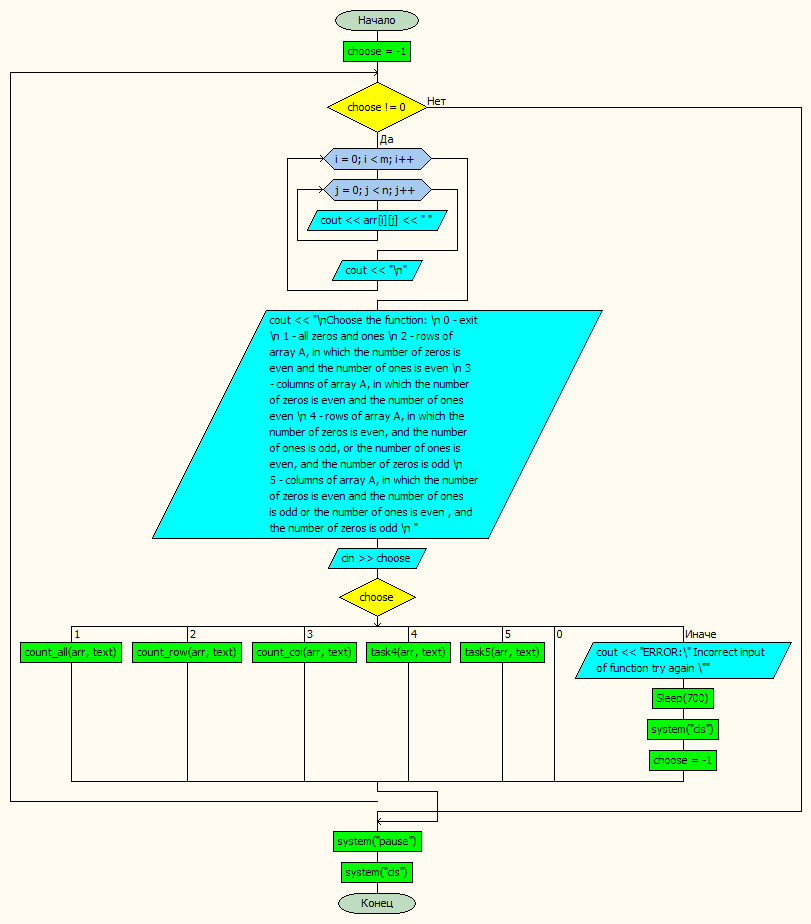 Начало
choose = -1
choose != 0
Нет
Да
i = 0; i < m; i++
j = 0; j < n; j++
cout << arr[i][j] << " "
cout << "\n"
cout << "\nChoose the function: \n 0 - exit
\n 1 - all zeros and ones \n 2 - rows of
array A, in which the number of zeros is
even and the number of ones is even \n 3
- columns of array A, in which the number
of zeros is even and the number of ones
even \n 4 - rows of array A, in which the
number of zeros is even, and the number
of ones is odd, or the number of ones is
even, and the number of zeros is odd \n
5 - columns of array A, in which the number
of zeros is even and the number of ones
is odd or the number of ones is even , and
the number of zeros is odd \n "
cin >> choose
choose
1
2
3
4
5
0
Иначе
count_all(arr, text)
count_row(arr, text)
count_col(arr, text)
task4(arr, text)
task5(arr, text)
cout << "ERROR:\" Incorrect input
of function try again \""
Sleep(700)
system("cls")
choose = -1
system("pause")
system("cls")
Конец